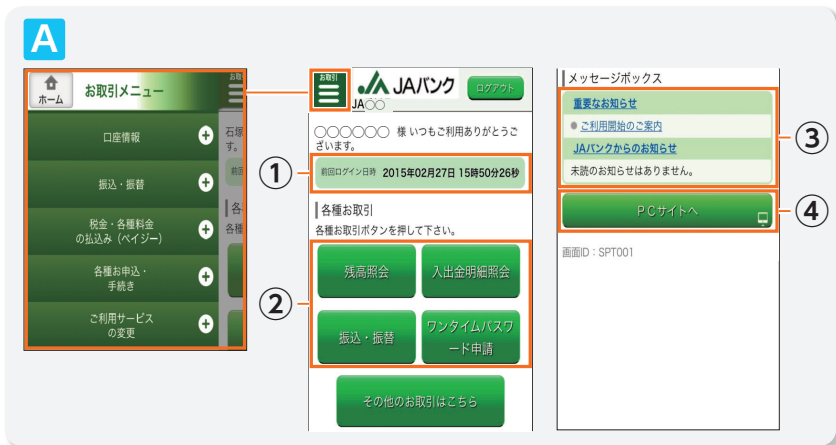 A
ホーム
お取引メニュー
口座情報
振込・振替
税金・各種料金
の払込み（ペイジー）
各種お申込・
手続き
ご利用サービス
の変更
お取
石塚
す。
前回
各
各種
お取引
JAバンク
ログアウト
JA〇〇
〇〇〇〇〇〇 様 いつもご利用ありがとうご
ざいます。
① 前回ログイン日時 2015年02月27日 15時50分26秒
各種お取引
各種お取引ボタンを押して下さい。
②
残高照会 入出金明細照会
振込・振替 ワンタイムパスワ
ード申請
その他のお取引はこちら
メッセージボックス
重要なお知らせ
ご利用開始のご案内
③
JAバンクからのお知らせ
未読のお知らせはありません。
PCサイトへ ④
画面ID：SPT001